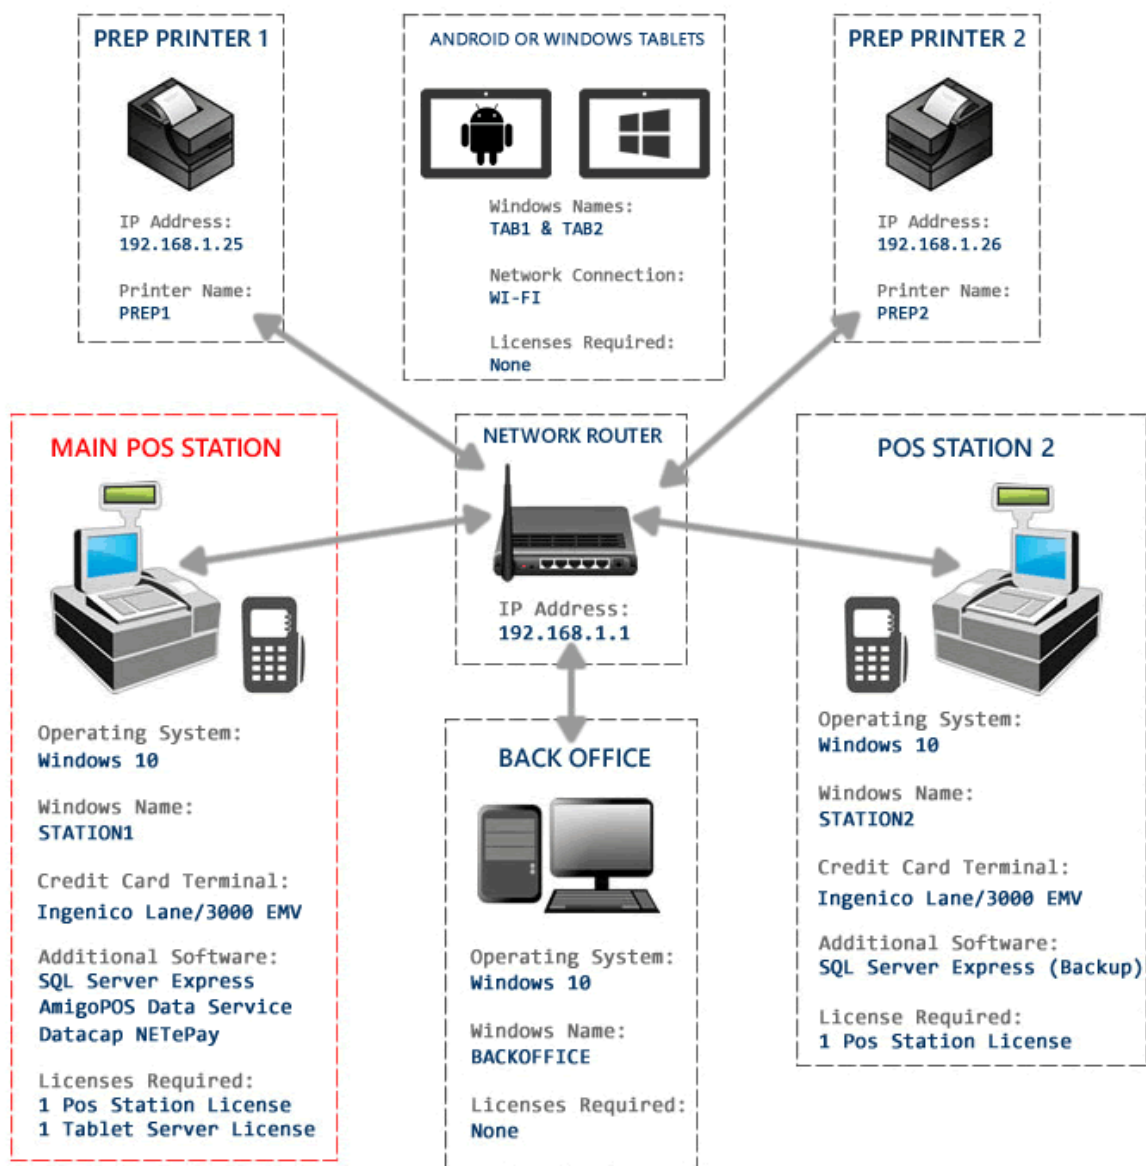 PREP PRINTER 1
IP Address:
192.168.1.25
Printer Name:
PREP1
ANDROID OR WINDOWS TABLETS
Windows Names:
TAB1 & TAB2
Network Connection:
WI-FI
Licenses Required:
None
PREP PRINTER 2
IP Address:
192.168.1.26
Printer Name:
PREP2
MAIN POS STATION
Operating System:
Windows 10
Windows Name:
STATION1
Credit Card Terminal:
Ingenico Lane/3000 EMV
Additional Software:
SQL Server Express
AmigoPOS Data Service
Datacap NETePay
Licenses Required:
1 Pos Station License
1 Tablet Server License
NETWORK ROUTER
IP Address:
192.168.1.1
BACK OFFICE
Operating System:
Windows 10
Windows Name:
BACKOFFICE
Licenses Required:
None
POS STATION 2
Operating System:
Windows 10
Windows Name:
STATION2
Credit Card Terminal:
Ingenico Lane/3000 EMV
Additional Software:
SQL Server Express (Backup)
License Required:
1 Pos Station License